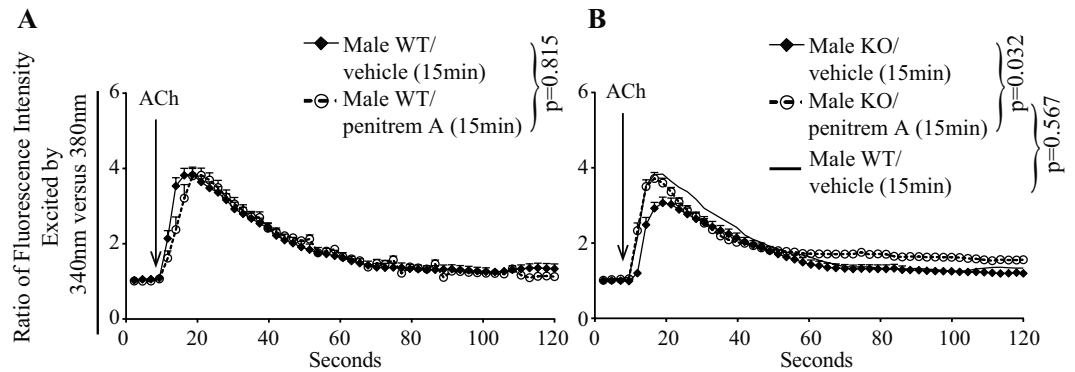 A
Ratio of Fluorescence Intensity
Excited by
340nm versus 380nm
Male WT/
vehicle (15min)
Male WT/
penitrem A (15min)
p=0.815
ACh
6
4
2
0
0 20 40 60 80 100 120
Seconds
B
Male KO/
vehicle (15min)
Male KO/
penitrem A (15min)
Male WT/
vehicle (15min)
p=0.032
p=0.567
ACh
6
4
2
0
0 20 40 60 80 100 120
Seconds